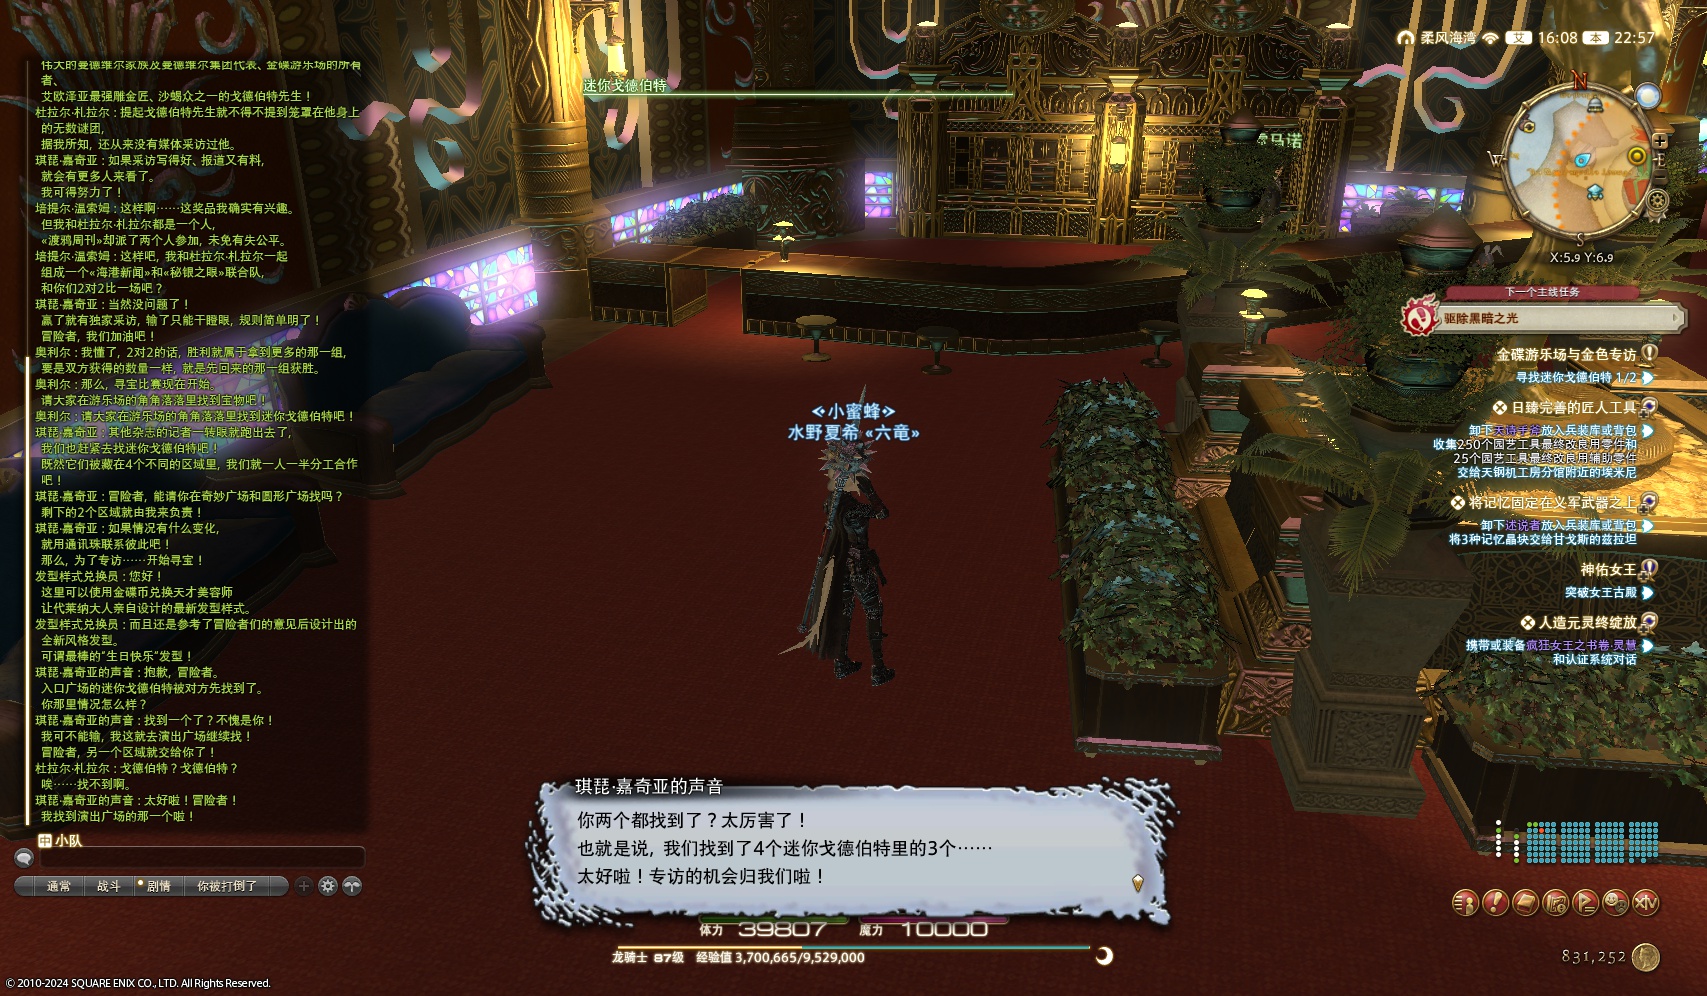 伟大的曼德维尔家族及曼德维尔集团代表、金碟游乐场的所有
者、
艾欧泽亚最强雕金匠、沙蝎众之一的戈德伯特先生！
杜拉尔·札拉尔：提起戈德伯特先生就不得不提到笼罩在他身上
的无数谜团，
据我所知，还从来没有媒体采访过他。
琪琵·嘉奇亚：如果采访写得好、报道又有料，
就会有更多人来看了。
我可得努力了！
培提尔·温索姆：这样啊……这奖品我确实有兴趣。
但我和杜拉尔·札拉尔都是一个人，
«渡鸦周刊»却派了两个人参加，未免有失公平。
培提尔·温索姆：这样吧，我和杜拉尔·札拉尔一起
组成一个«海港新闻»和«秘银之眼»联合队，
和你们2对2比一场吧？
琪琵·嘉奇亚：当然没问题了！
赢了就有独家采访，输了只能干瞪眼，规则简单明了！
冒险者，我们加油吧！
奥利尔：我懂了，2对2的话，胜利就属于拿到更多的那一组，
要是双方获得的数量一样，就是先回来的那一组获胜。
奥利尔：那么，寻宝比赛现在开始。
请大家在游乐场的角角落落里找到宝物吧！
奥利尔：请大家在游乐场的角角落落里找到迷你戈德伯特吧！
琪琵·嘉奇亚：其他杂志的记者一转眼就跑出去了，
我们也赶紧去找迷你戈德伯特吧！
既然它们被藏在4个不同的区域里，我们就一人一半分工合作
吧！
琪琵·嘉奇亚：冒险者，能请你在奇妙广场和圆形广场找吗？
剩下的2个区域就由我来负责！
琪琵·嘉奇亚：如果情况有什么变化，
就用通讯珠联系彼此吧！
那么，为了专访……开始寻宝！
发型样式兑换员：您好！
这里可以使用金碟币兑换天才美容师
让代莱纳大人亲自设计的最新发型样式。
发型样式兑换员：而且还是参考了冒险者们的意见后设计出的
全新风格发型。
可谓最棒的“生日快乐”发型！
琪琵·嘉奇亚的声音：抱歉，冒险者。
入口广场的迷你戈德伯特被对方先找到了。
你那里情况怎么样？
琪琵·嘉奇亚的声音：找到一个了？不愧是你！
我可不能输，我这就去演出广场继续找！
冒险者，另一个区域就交给你了！
杜拉尔·札拉尔：戈德伯特？戈德伯特？
唉……找不到啊。
琪琵·嘉奇亚的声音：太好啦！冒险者！
我找到演出广场的那一个啦！
中 小队
通常 战斗 剧情 你被打倒了
迷你戈德伯特
马诺
小蜜蜂
水野夏希 «六竜»
柔风海湾 艾 16:08 本 22:57
N
W E
S
X:5.9 Y:6.9
下一个主线任务
驱除黑暗之光
金碟游乐场与金色专访
寻找迷你戈德伯特 1/2
日臻完善的匠人工具
收集250个园艺工具最终改良用零件和
25个园艺工具最终改良用辅助零件
交给天钢机工房分馆附近的埃米尼
将记忆固定在义军武器之上
卸下述说者放入兵装库或背包
将3种记忆晶块交给甘戈斯的兹拉坦
神佑女王
突破女王古殿
人造元灵终绽放
携带或装备疯狂女王之书卷·灵慧
和认证系统对话
琪琵·嘉奇亚的声音
你两个都找到了？太厉害了！
也就是说，我们找到了4个迷你戈德伯特里的3个……
太好啦！专访的机会归我们啦！
体力 39807 魔力 10000
龙骑士 87级 经验值 3,700,665/9,529,000
831,252
© 2010-2024 SQUARE ENIX CO., LTD. All Rights Reserved.